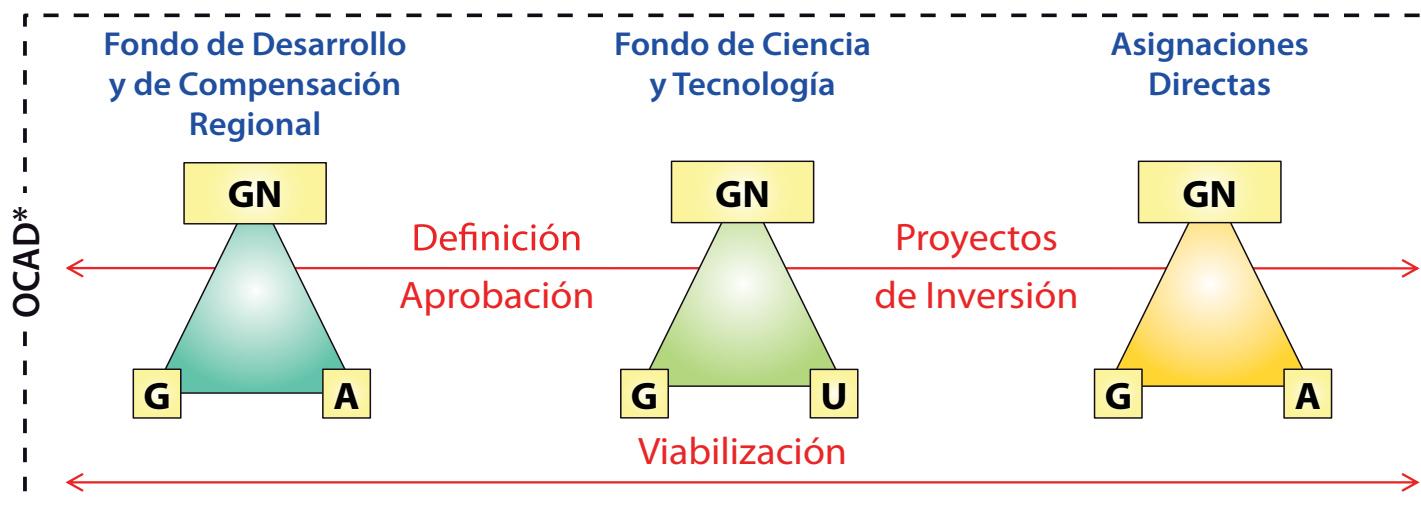 Fondo de Desarrollo
y de Compensación
Regional
Fondo de Ciencia
y Tecnología
Asignaciones
Directas
OCAD*
GN
GN
GN
Definición
Aprobación
Proyectos
de Inversión
G
A
G
U
G
A
Viabilización